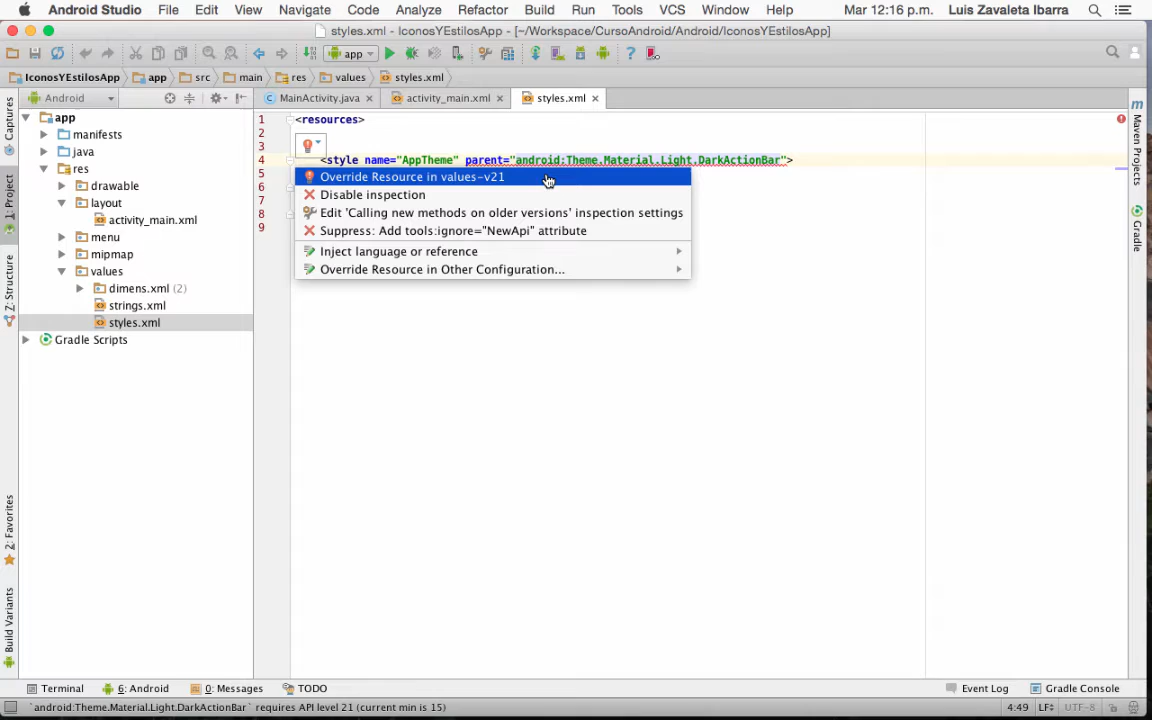 Android Studio File Edit View Navigate Code Analyze Refactor Build Run Tools VCS Window Help Mar 12:16 p.m. Luis Zavaleta Ibarra
styles.xml - IconosYEstilosApp - [~/Workspace/CursoAndroid/Android/IconosYEstilosApp]
app
IconosYEstilosApp app src main res values styles.xml
Android MainActivity.java activity_main.xml styles.xml
Captures
1: Project
Z: Structure
2: Favorites
Build Variants
app
manifests
java
res
drawable
layout
activity_main.xml
menu
mipmap
values
dimens.xml (2)
strings.xml
styles.xml
Gradle Scripts
1 <resources>
2
3
4 <style name="AppTheme" parent="android:Theme.Material.Light.DarkActionBar">
5
6
7
8
9
Override Resource in values-v21
Disable inspection
Edit 'Calling new methods on older versions' inspection settings
Suppress: Add tools:ignore="NewApi" attribute
Inject language or reference
Override Resource in Other Configuration...
m
Maven Projects
Gradle
Terminal 6: Android 0: Messages TODO Event Log Gradle Console
`android:Theme.Material.Light.DarkActionBar` requires API level 21 (current min is 15) 4:49 LF UTF-8